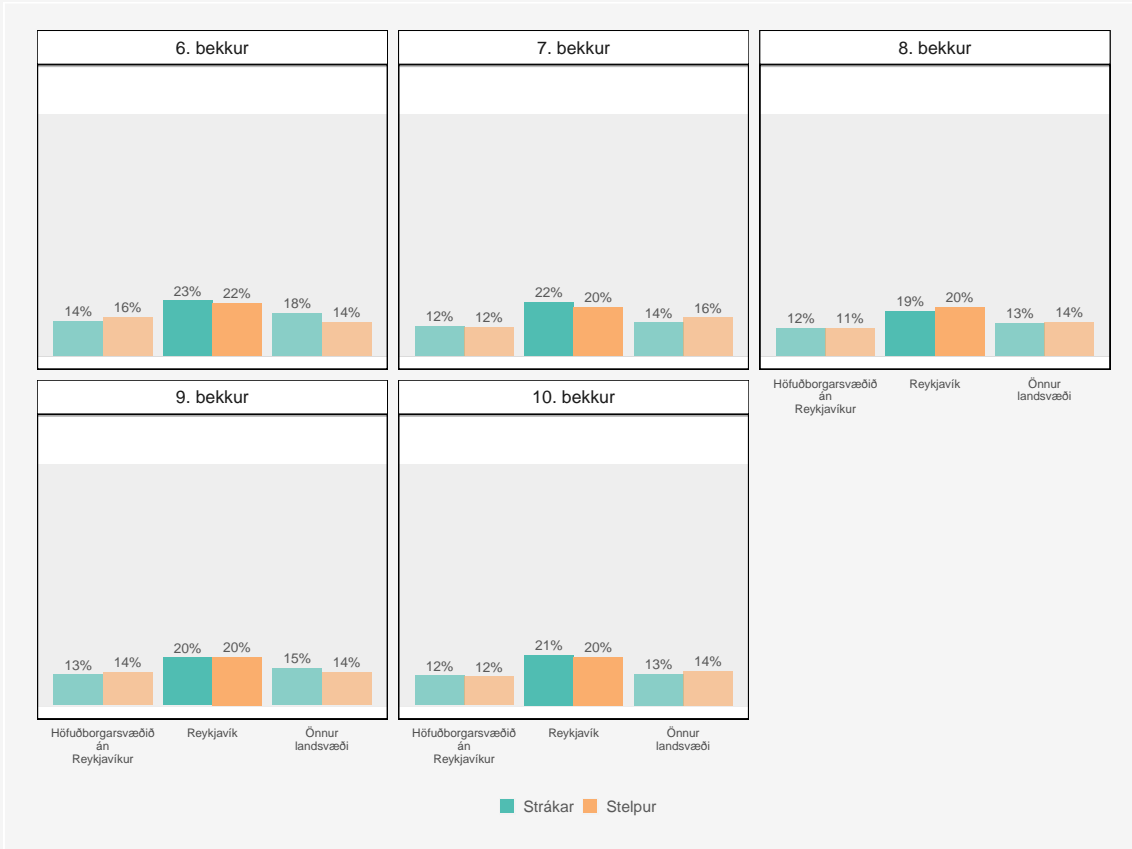 6. bekkur
7. bekkur
8. bekkur
14% 16% 23% 22% 18% 14%
12% 12% 22% 20% 14% 16%
12% 11% 19% 20% 13% 14%
Höfuðborgarsvæðið
án
Reykjavíkur
Reykjavík
Önnur
landsvæði
9. bekkur
10. bekkur
13% 14% 20% 20% 15% 14%
12% 12% 21% 20% 13% 14%
Höfuðborgarsvæðið
án
Reykjavíkur
Reykjavík
Önnur
landsvæði
Höfuðborgarsvæðið
án
Reykjavíkur
Reykjavík
Önnur
landsvæði
Strákar Stelpur